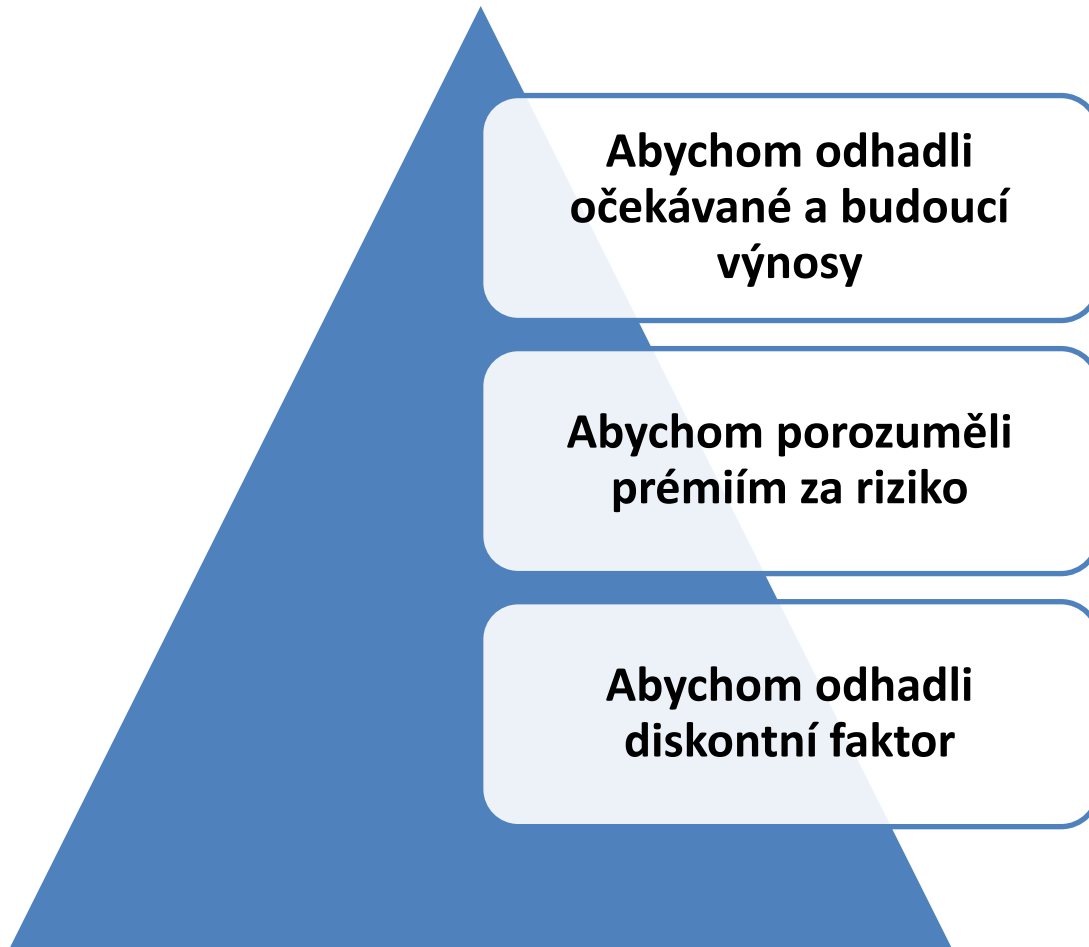 Abychom odhadli
očekávané a budoucí
výnosy
Abychom porozuměli
prémiím za riziko
Abychom odhadli
diskontní faktor